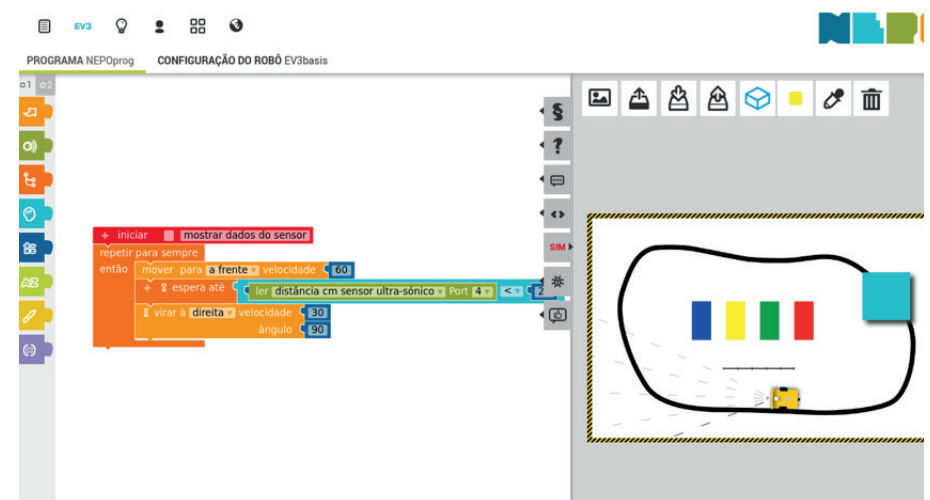 EV3
NEP
PROGRAMA NEPOprog CONFIGURAÇÃO DO ROBÔ EV3basis
1 2
+ iniciar mostrar dados do sensor
repetir para sempre
então mover para a frente velocidade 60
+ espera até ler distância cm sensor ultra-sónico Port 4 < 2
virar à direita velocidade 30
ângulo 90
SIM